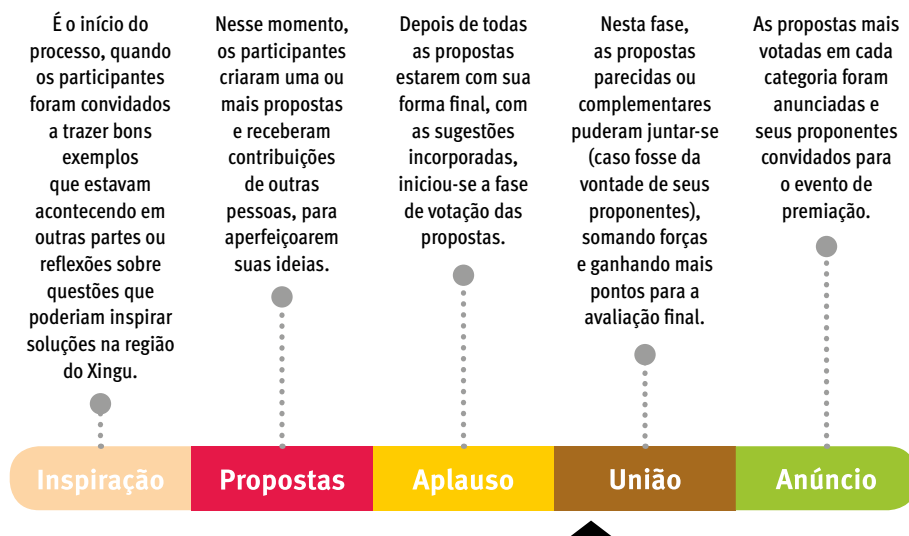 É o início do
processo, quando
os participantes
foram convidados
a trazer bons
exemplos
que estavam
acontecendo em
outras partes ou
reflexões sobre
questões que
poderiam inspirar
soluções na região
do Xingu.
Nesse momento,
os participantes
criaram uma ou
mais propostas
e receberam
contribuições
de outras
pessoas, para
aperfeiçoarem
suas ideias.
Depois de todas
as propostas
estarem com sua
forma final, com
as sugestões
incorporadas,
iniciou-se a fase
de votação das
propostas.
Nesta fase,
as propostas
parecidas ou
complementares
puderam juntar-se
(caso fosse da
vontade de seus
proponentes),
somando forças
e ganhando mais
pontos para a
avaliação final.
As propostas mais
votadas em cada
categoria foram
anunciadas e
seus proponentes
convidados para
o evento de
premiação.
Inspiração
Propostas
Aplauso
União
Anúncio